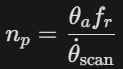 n_p = \frac{\theta_a f_r}{\dot{\theta}_{\text{scan}}}